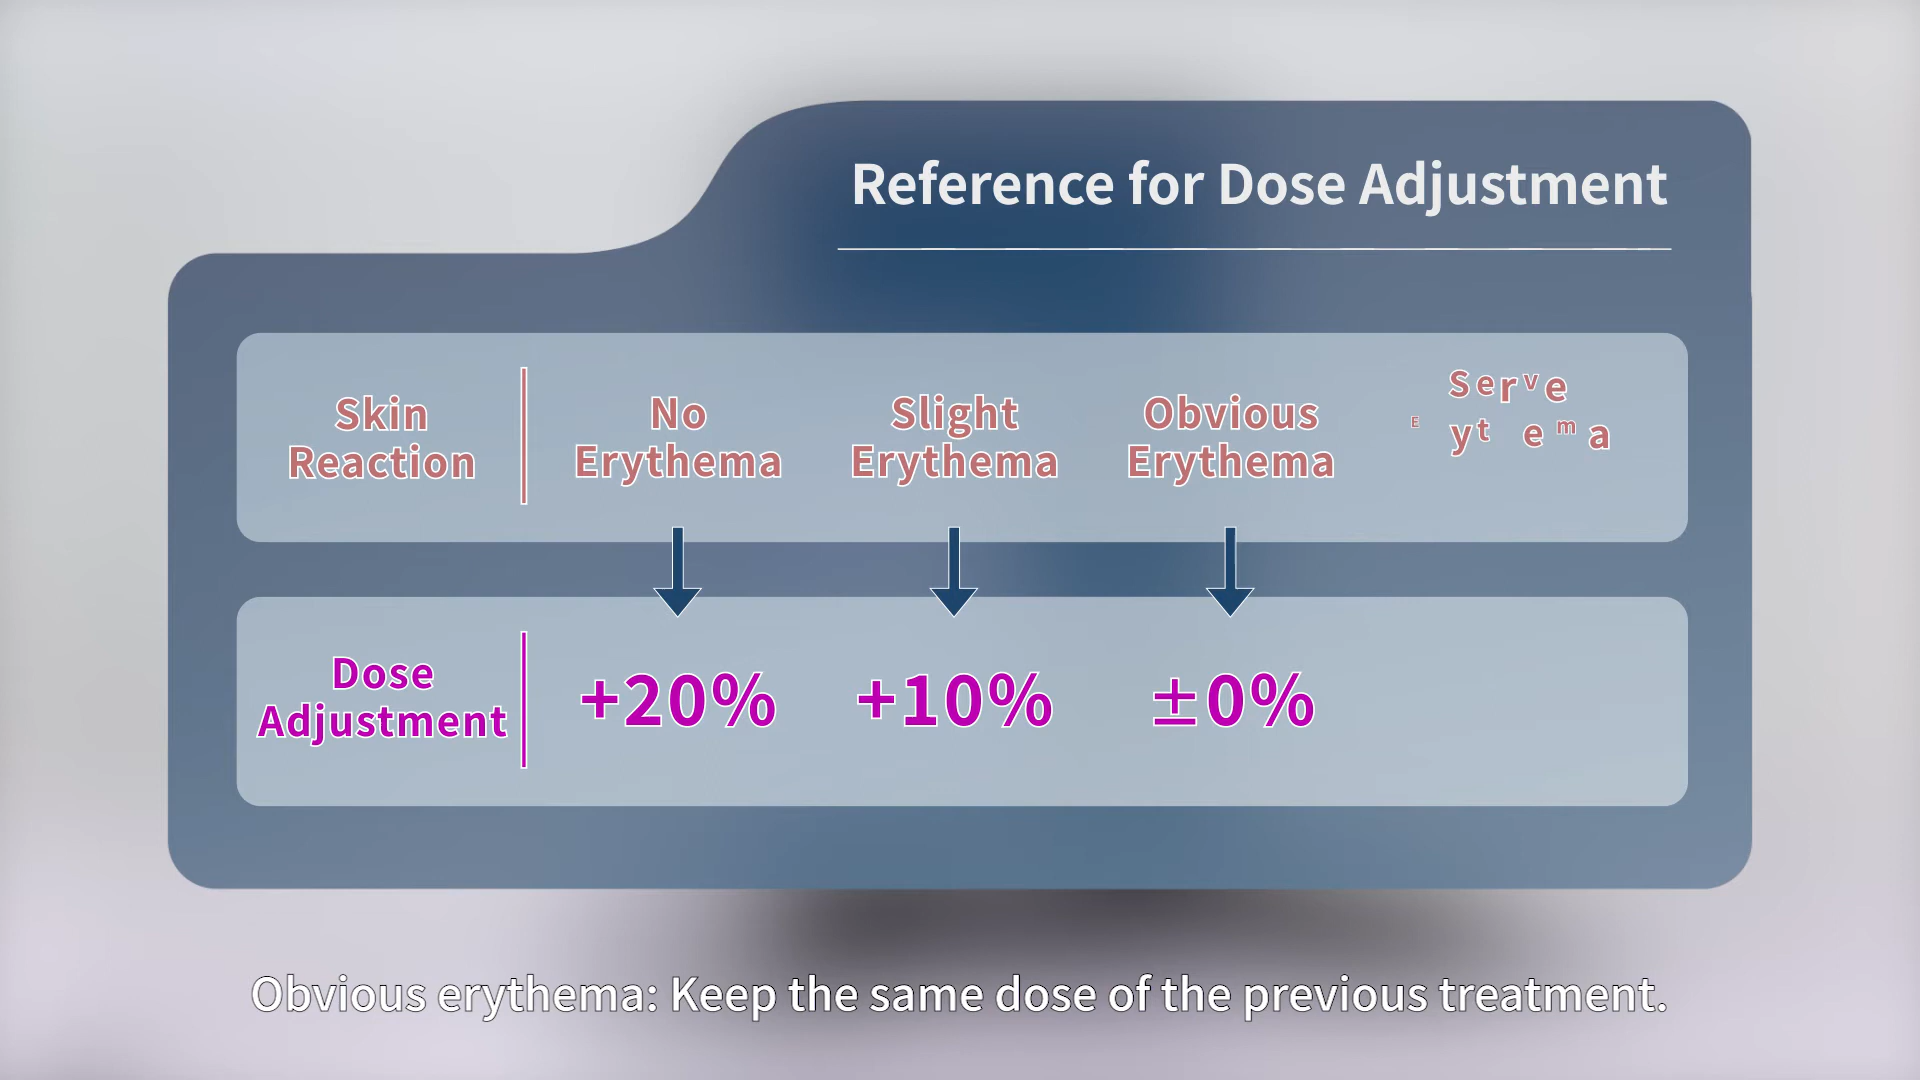 Reference for Dose Adjustment
Skin
Reaction
No
Erythema
Slight
Erythema
Obvious
Erythema
Serve
Dose
Adjustment
+20%
+10%
±0%
Obvious erythema: Keep the same dose of the previous treatment.